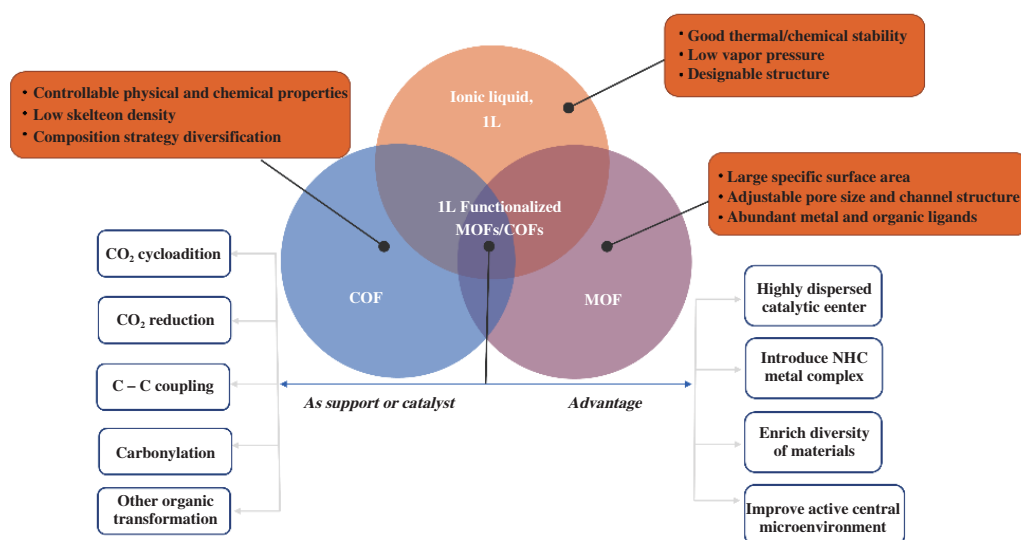 • Good thermal/chemical stability
• Low vapor pressure
• Designable structure
• Controllable physical and chemical properties
• Low skelteon density
• Composition strategy diversification
Ionic liquid,
1L
• Large specific surface area
• Adjustable pore size and channel structure
• Abundant metal and organic ligands
1L Functionalized
MOFs/COFs
COF
MOF
CO₂ cycloadition
CO₂ reduction
C – C coupling
Carbonylation
Other organic
transformation
As support or catalyst
Advantage
Highly dispersed
catalytic eenter
Introduce NHC
metal complex
Enrich diversity
of materials
Improve active central
microenvironment